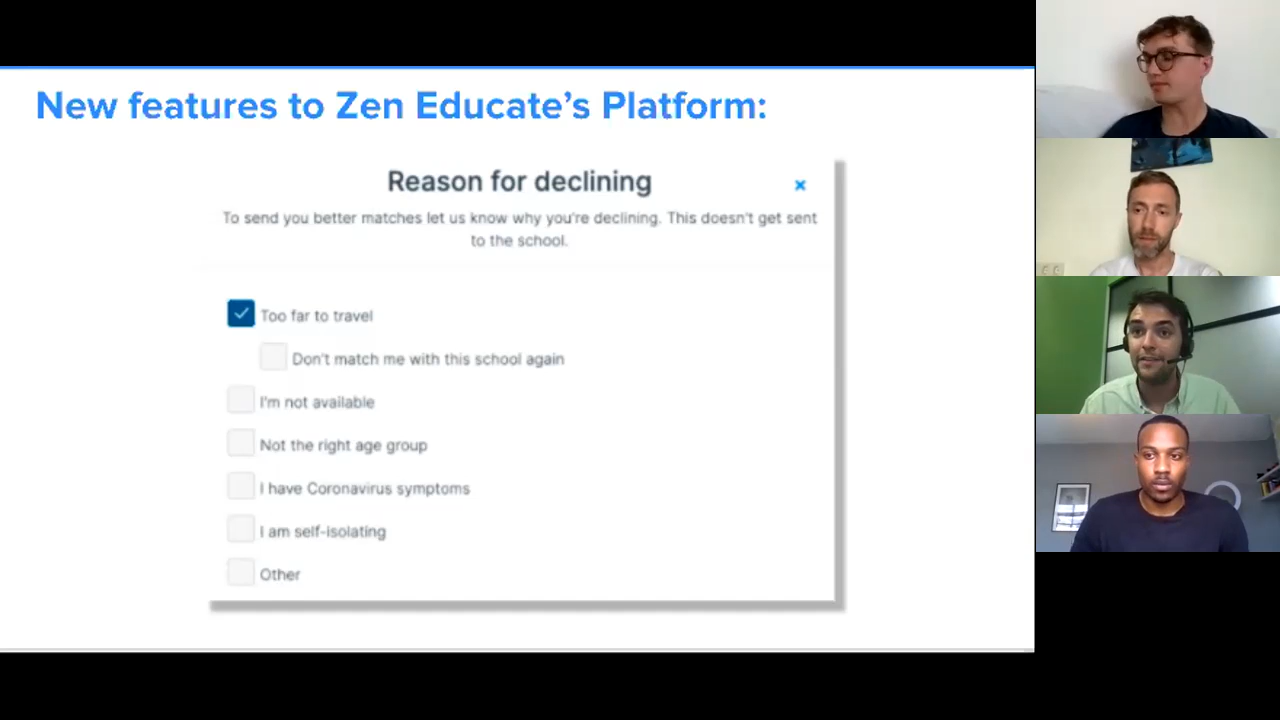 New features to Zen Educate's Platform:
Reason for declining
To send you better matches let us know why you're declining. This doesn't get sent
to the school.
Too far to travel
Don't match me with this school again
I'm not available
Not the right age group
I have Coronavirus symptoms
I am self-isolating
Other